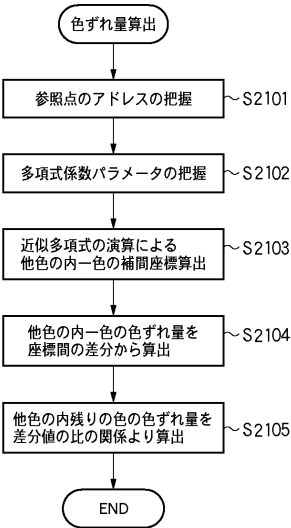 色ずれ量算出
参照点のアドレスの把握
S2101
多項式係数パラメータの把握
S2102
近似多項式の演算による
他色の内一色の補間座標算出
S2103
他色の内一色の色ずれ量を
座標間の差分から算出
S2104
他色の内残りの色の色ずれ量を
差分値の比の関係より算出
S2105
END